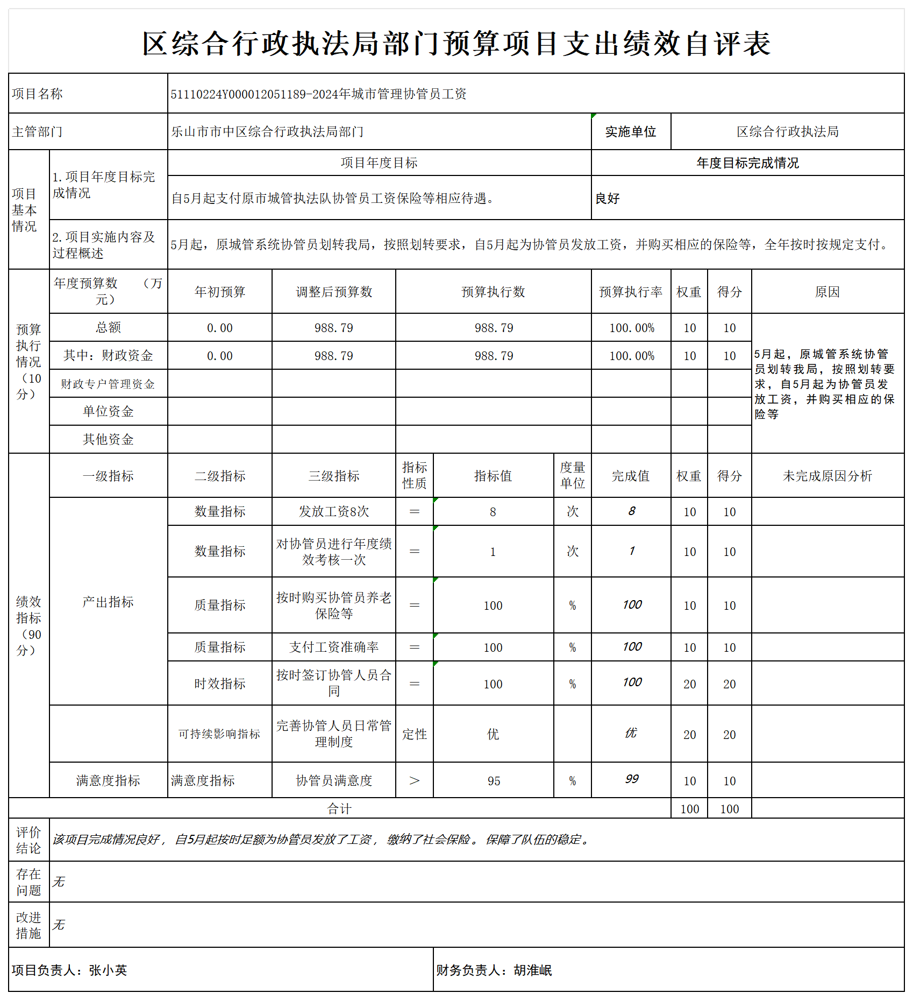 区综合行政执法局部门预算项目支出绩效自评表
项目名称
51110224Y000012051189-2024年城市管理协管员工资
主管部门
乐山市市中区综合行政执法局部门
实施单位
区综合行政执法局
项目
基本
情况
1.项目年度目标完
成情况
项目年度目标
年度目标完成情况
自5月起支付原市城管执法队协管员工资保险等相应待遇。
良好
2.项目实施内容及
过程概述
5月起，原城管系统协管员划转我局，按照划转要求，自5月起为协管员发放工资，并购买相应的保险等，全年按时按规定支付。
预算
执行
情况
（10
分）
年度预算数 （万
元）
年初预算
调整后预算数
预算执行数
预算执行率
权重
得分
原因
总额
0.00
988.79
988.79
100.00%
10
10
其中：财政资金
0.00
988.79
988.79
100.00%
10
10
财政专户管理资金
单位资金
其他资金
5月起，原城管系统协管
员划转我局，按照划转要
求，自5月起为协管员发
放工资，并购买相应的保
险等
绩效
指标
（90
分）
一级指标
二级指标
三级指标
指标
性质
指标值
度量
单位
完成值
权重
得分
未完成原因分析
产出指标
数量指标
发放工资8次
＝
8
次
8
10
10
数量指标
对协管员进行年度绩
效考核一次
＝
1
次
1
10
10
质量指标
按时购买协管员养老
保险等
＝
100
%
100
10
10
质量指标
支付工资准确率
＝
100
%
100
10
10
时效指标
按时签订协管人员合
同
＝
100
%
100
20
20
可持续影响指标
完善协管人员日常管
理制度
定性
优
优
20
20
满意度指标
满意度指标
协管员满意度
＞
95
%
99
10
10
合计
100
100
评价
结论
该项目完成情况良好，自5月起按时足额为协管员发放了工资，缴纳了社会保险。保障了队伍的稳定。
存在
问题
无
改进
措施
无
项目负责人：张小英
财务负责人：胡淮岷